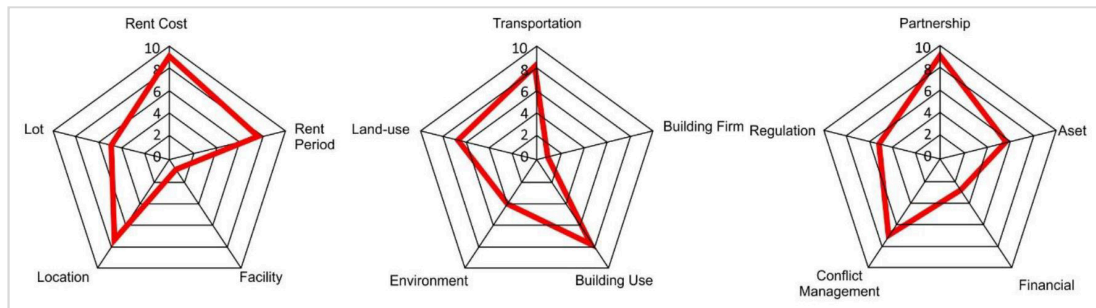 Rent Cost
10
8
6
4
2
0
Lot
Rent
Period
Location
Facility
Transportation
10
8
6
4
2
0
Land-use
Building Firm
Environment
Building Use
Partnership
10
8
6
4
2
0
Regulation
Aset
Conflict
Management
Financial